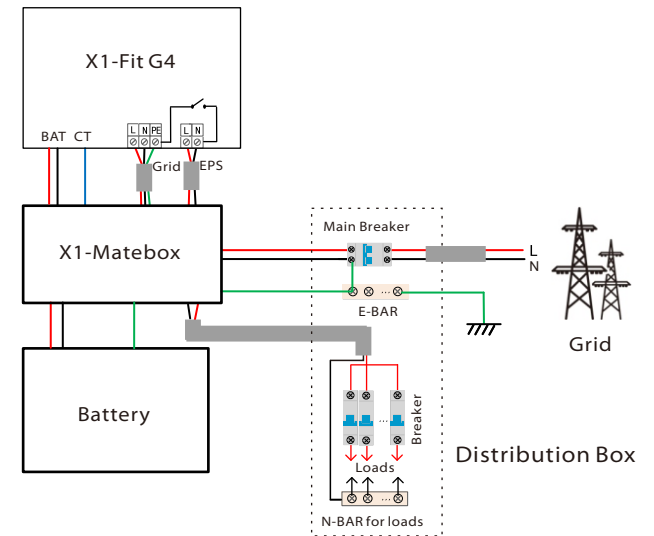 X1-Fit G4
BAT CT
L N PE
L N
Grid
EPS
X1-Matebox
Main Breaker
L
N
E-BAR
Grid
Battery
Breaker
Loads
Distribution Box
N-BAR for loads